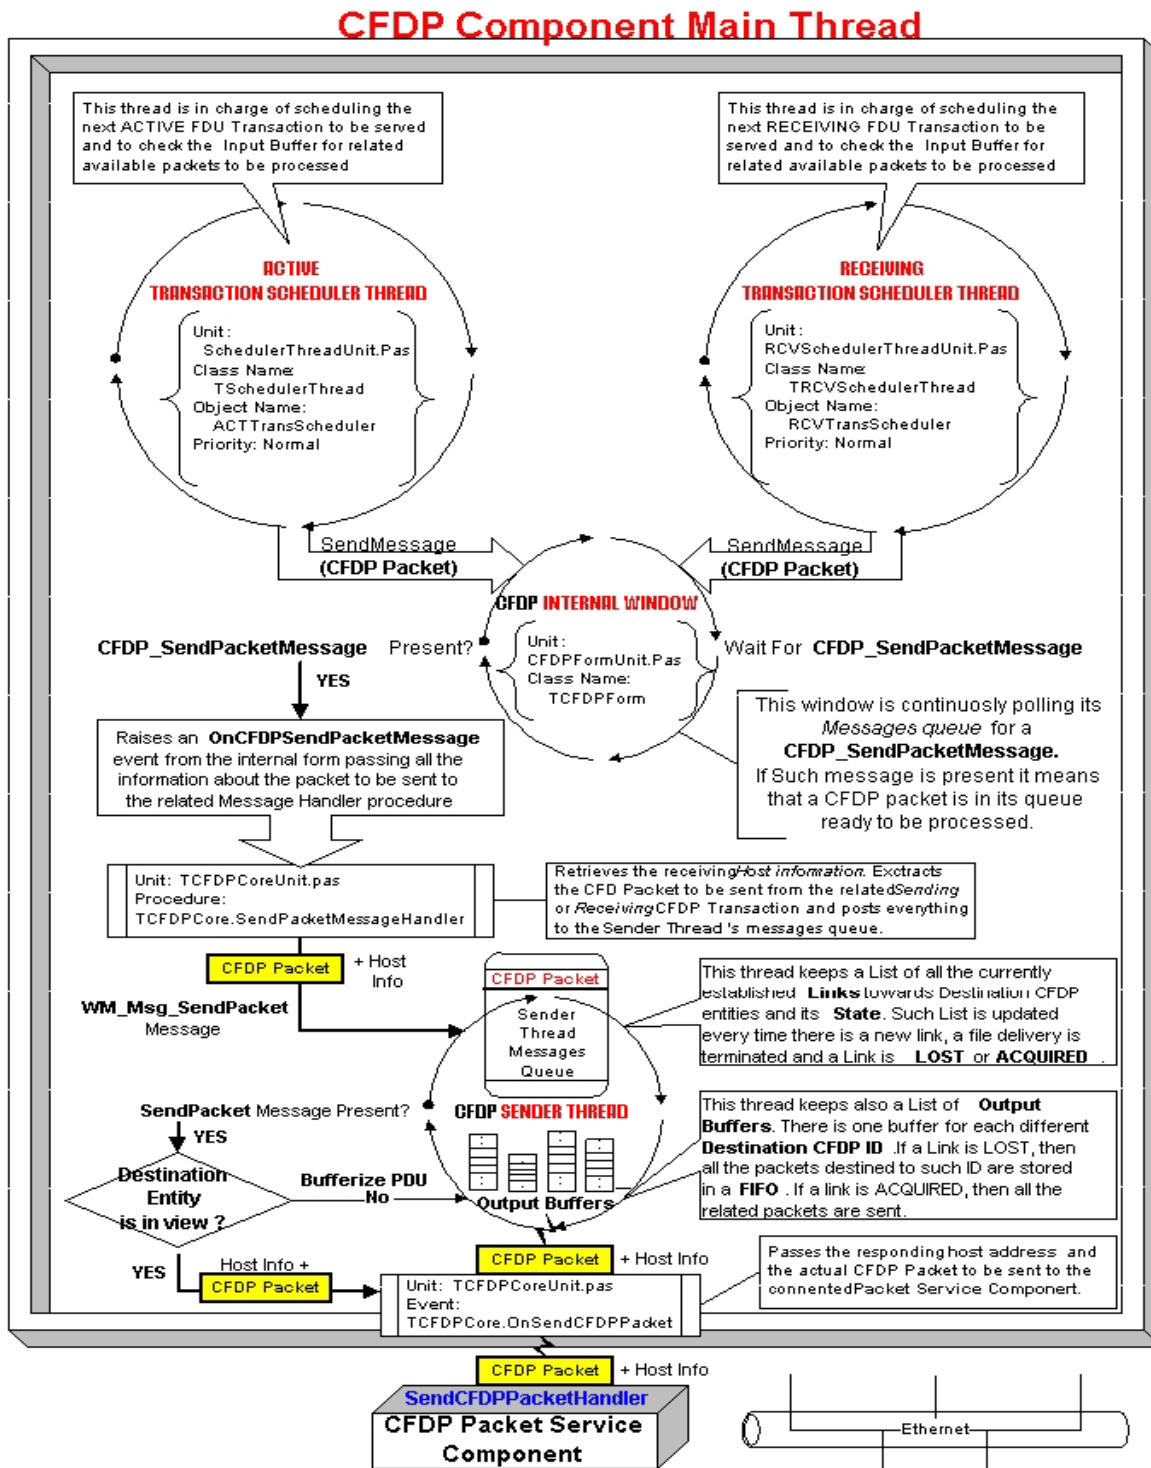 CFDP Component Main Thread
This thread is in charge of scheduling the
next ACTIVE FDU Transaction to be served
and to check the Input Buffer for related
available packets to be processed
This thread is in charge of scheduling the
next RECEIVING FDU Transaction to be
served and to check the Input Buffer for
related available packets to be processed
ACTIVE
TRANSACTION SCHEDULER THREAD
Unit:
SchedulerThreadUnit.Pas
Class Name:
TSchedulerThread
Object Name:
ACTTransScheduler
Priority: Normal
RECEIVING
TRANSACTION SCHEDULER THREAD
Unit:
RCVSchedulerThreadUnit.Pas
Class Name:
TRCVSchedulerThread
Object Name:
RCVTransScheduler
Priority: Normal
SendMessage
(CFDP Packet)
SendMessage
(CFDP Packet)
CFDP INTERNAL WINDOW
Unit:
CFDPFormUnit.Pas
Class Name:
TCFDPForm
CFDP_SendPacketMessage Present?
Wait For CFDP_SendPacketMessage
YES
This window is continuosly polling its
Messages queue for a
CFDP_SendPacketMessage.
If Such message is present it means
that a CFDP packet is in its queue
ready to be processed.
Raises an OnCFDPSendPacketMessage
event from the internal form passing all the
information about the packet to be sent to
the related Message Handler procedure
Unit: TCFDPCoreUnit.pas
Procedure:
TCFDPCore.SendPacketMessageHandler
Retrieves the receiving Host information. Exctracts
the CFD Packet to be sent from the related Sending
or Receiving CFDP Transaction and posts everything
to the Sender Thread 's messages queue.
CFDP Packet
+ Host
Info
WM_Msg_SendPacket
Message
CFDP Packet
Sender
Thread
Messages
Queue
This thread keeps a List of all the currently
established Links towards Destination CFDP
entities and its State. Such List is updated
every time there is a new link, a file delivery is
terminated and a Link is LOST or ACQUIRED .
SendPacket Message Present?
CFDP SENDER THREAD
YES
This thread keeps also a List of Output
Buffers. There is one buffer for each different
Destination CFDP ID .If a Link is LOST, then
all the packets destined to such ID are stored
in a FIFO . If a link is ACQUIRED, then all the
related packets are sent.
Destination
Entity
is in view ?
Bufferize PDU
No
Output Buffers
YES
Host Info +
CFDP Packet
CFDP Packet
+ Host Info
Passes the responding host address and
the actual CFDP Packet to be sent to the
connentedPacket Service Componert.
Unit: TCFDPCoreUnit.pas
Event:
TCFDPCore.OnSendCFDPPacket
CFDP Packet
+ Host Info
SendCFDPPacketHandler
CFDP Packet Service
Component
Ethernet